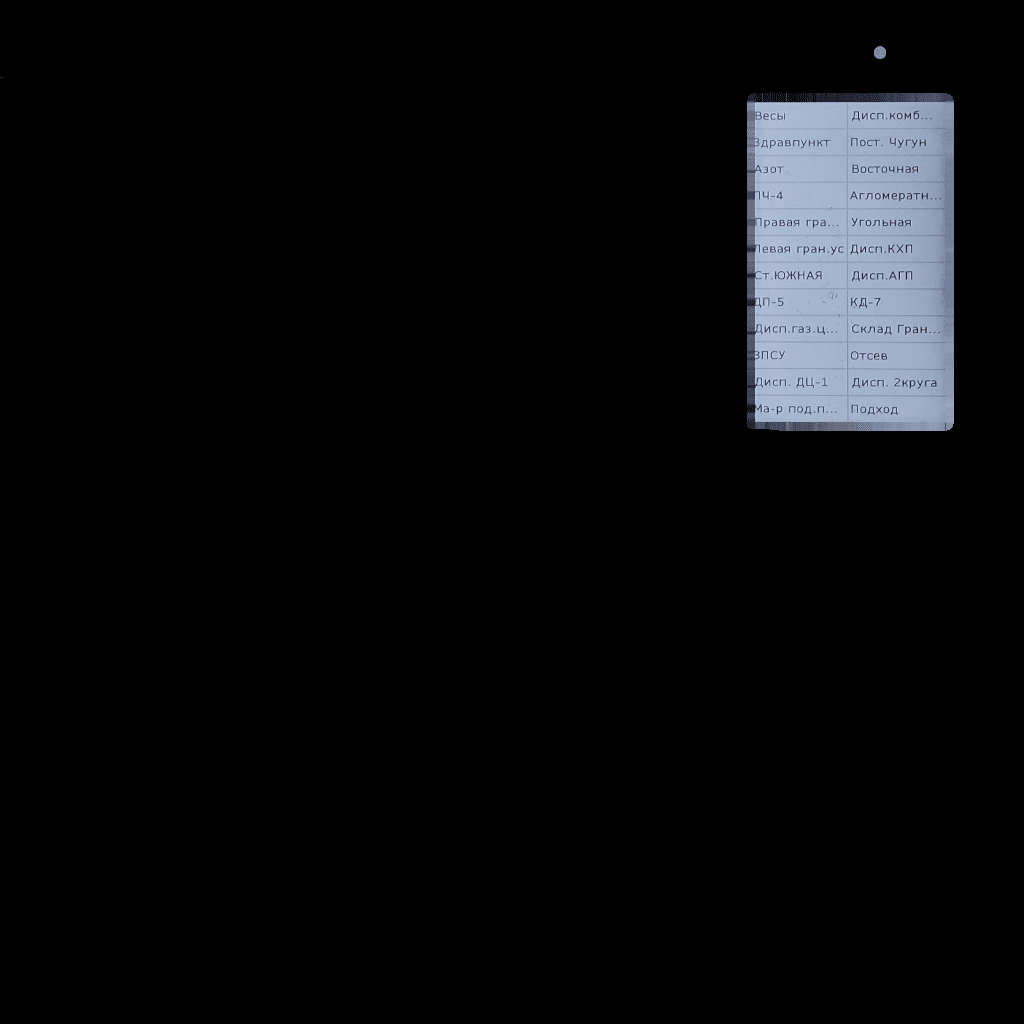 Весы Дисп.комб...
Здравпункт Пост. Чугун
Азот Восточная
ПЧ-4 Агломератн...
Правая гра... Угольная
Левая гран.ус Дисп.КХП
Ст.ЮЖНАЯ Дисп.АГП
ДП-5 КД-7
Дисп.газ.ц... Склад Гран...
ЗПСУ Отсев
Дисп. ДЦ-1 Дисп. 2круга
Ма-р под.п... Подход